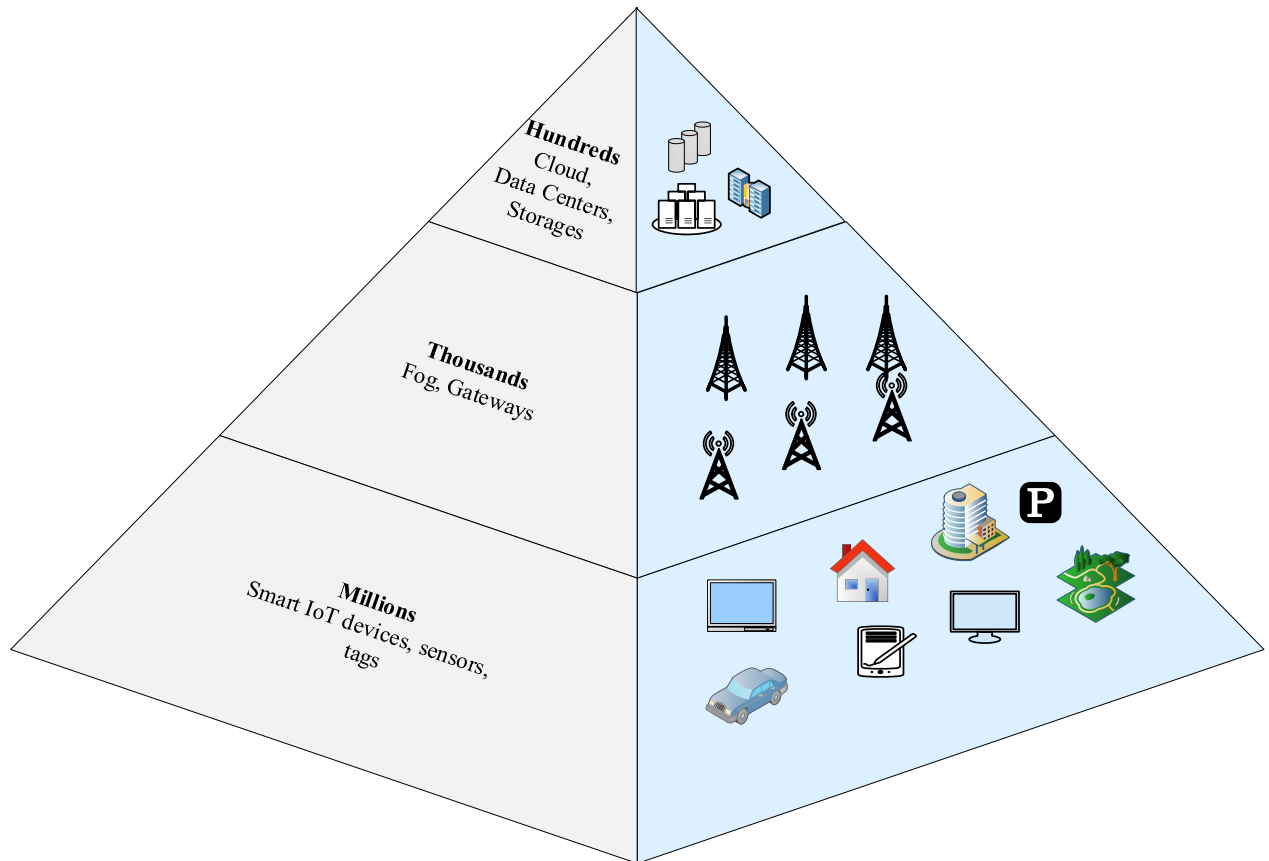 Hundreds
Cloud,
Data Centers,
Storages
Thousands
Fog, Gateways
Millions
Smart IoT devices, sensors,
tags
P